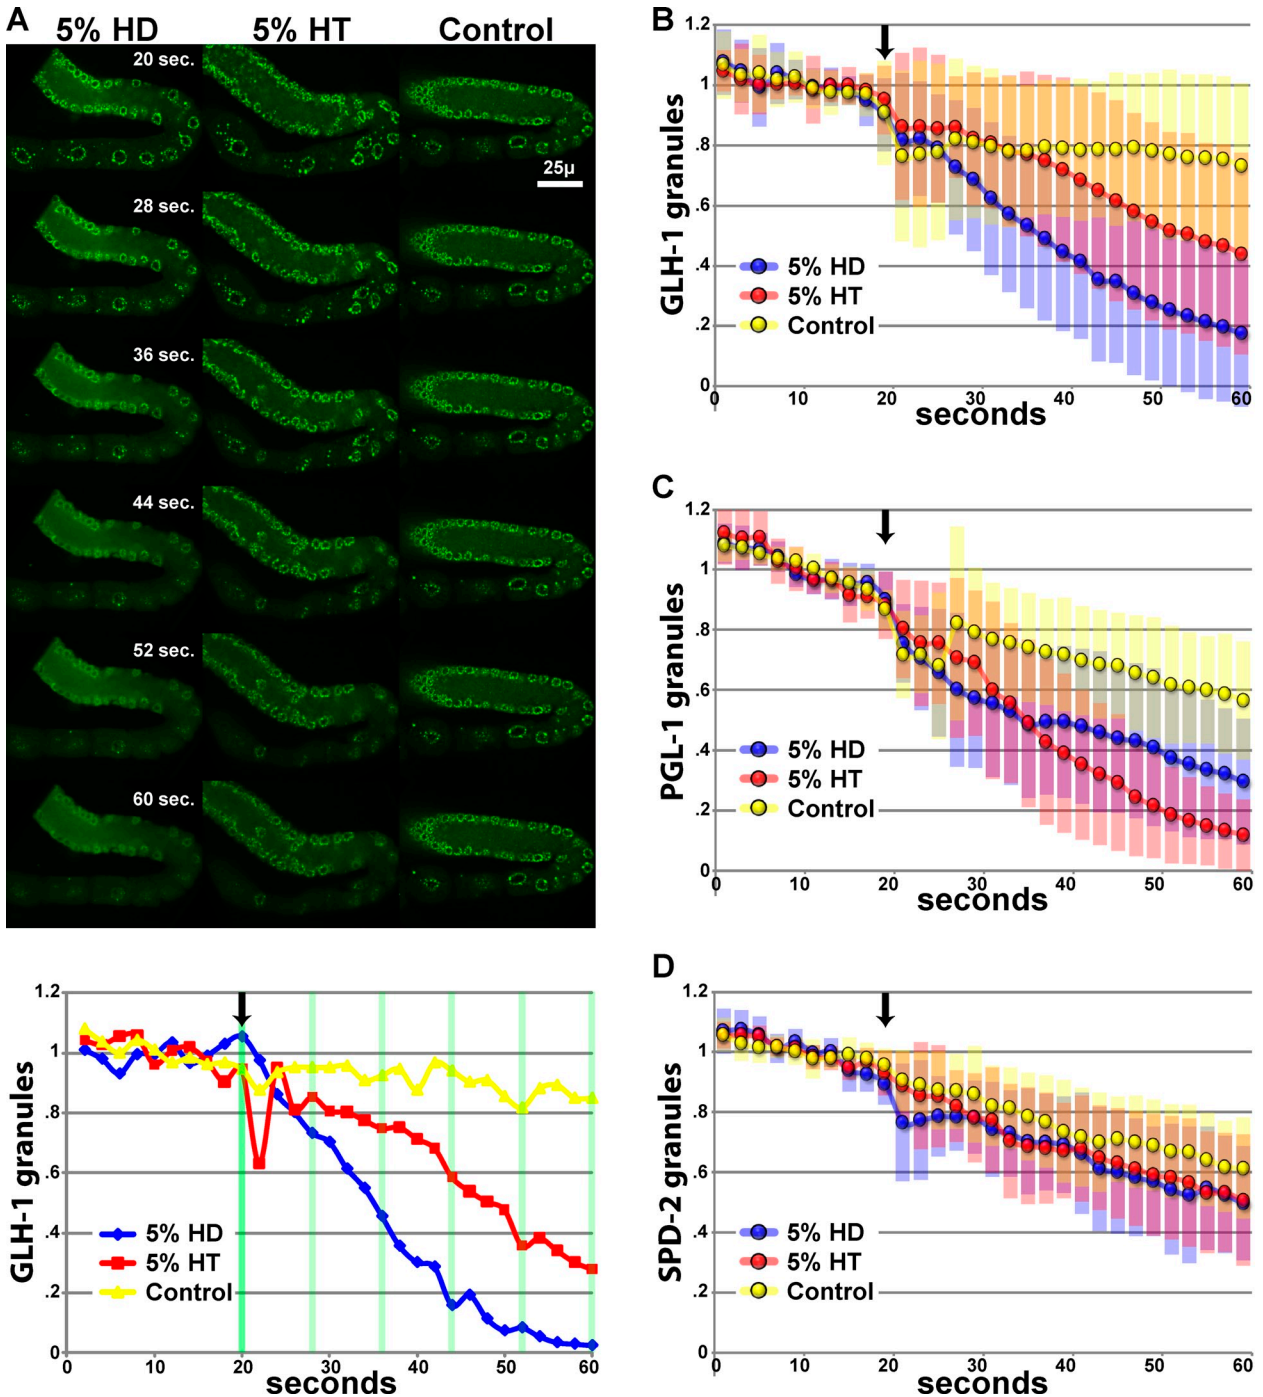 A
5% HD
5% HT
Control
20 sec.
25µ
28 sec.
36 sec.
44 sec.
52 sec.
60 sec.
1.2
1
.8
.6
.4
.2
0
GLH-1 granules
5% HD
5% HT
Control
0 10 20 30 40 50 60
seconds
B
1.2
1
.8
.6
.4
.2
0
GLH-1 granules
5% HD
5% HT
Control
0 10 20 30 40 50 60
seconds
C
1.2
1
.8
.6
.4
.2
0
PGL-1 granules
5% HD
5% HT
Control
0 10 20 30 40 50 60
seconds
D
1.2
1
.8
.6
.4
.2
0
SPD-2 granules
5% HD
5% HT
Control
0 10 20 30 40 50 60
seconds